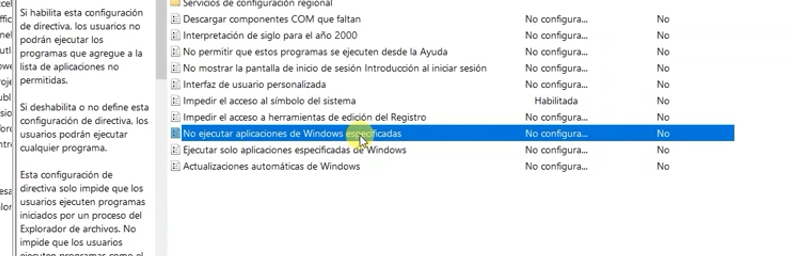 Si habilita esta configuración
de directiva, los usuarios no
podrán ejecutar los
programas que agregue a la
lista de aplicaciones no
permitidas.
Si deshabilita o no define esta
configuración de directiva, los
usuarios podrán ejecutar
cualquier programa.
Esta configuración de
directiva solo impide que los
usuarios ejecuten programas
iniciados por un proceso del
Explorador de archivos. No
impide que los usuarios
ejecuten programas como el
Servicios de configuración regional
Descargar componentes COM que faltan No configura... No
Interpretación de siglo para el año 2000 No configura... No
No permitir que estos programas se ejecuten desde la Ayuda No configura... No
No mostrar la pantalla de inicio de sesión Introducción al iniciar sesión No configura... No
Interfaz de usuario personalizada No configura... No
Impedir el acceso al símbolo del sistema Habilitada No
Impedir el acceso a herramientas de edición del Registro No configura... No
No ejecutar aplicaciones de Windows especificadas No configura... No
Ejecutar solo aplicaciones especificadas de Windows No configura... No
Actualizaciones automáticas de Windows No configura... No